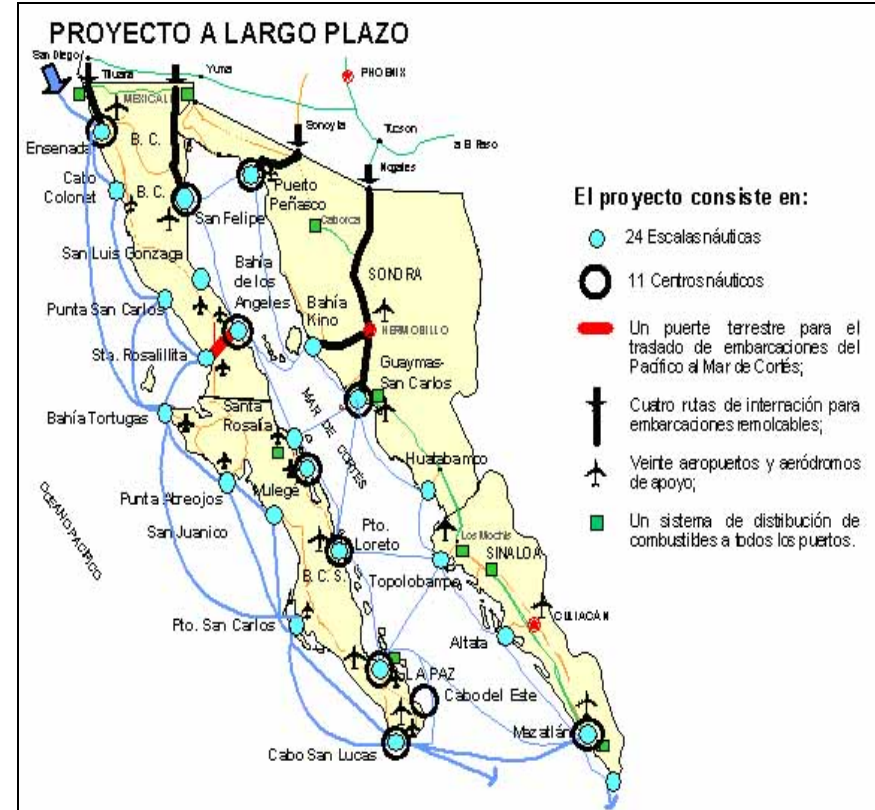 PROYECTO A LARGO PLAZO
San Diego
Tijuana
Yuma
PHOENIX
MEXICALI
Ensenada
B. C.
Sonoyta
Tucson
a El Paso
Nogales
Cabo
Colonet
B. C.
San Felipe
Puerto
Peñasco
Caborca
San Luis Gonzaga
Bahía
de los
Angeles
SONORA
Punta San Carlos
Bahía
Kino
HERMOSILLO
Sta. Rosalillita
Guaymas-
San Carlos
MAR DE CORTÉS
Bahía Tortugas
Santa
Rosalía
Huatabampo
OCEANO PACIFICO
Punta Abreojos
Mulegé
San Juanico
Pto.
Loreto
Los Mochis
SINALOA
B. C. S.
Topolobampo
Pto. San Carlos
CULIACÁN
Altata
LA PAZ
Cabo del Este
Mazatlán
Cabo San Lucas
El proyecto consiste en:
24 Escalas náuticas
11 Centros náuticos
Un puerte terrestre para el
traslado de embarcaciones del
Pacífico al Mar de Cortés;
Cuatro rutas de internación para
embarcaciones remolcables;
Veinte aeropuertos y aeródromos
de apoyo;
Un sistema de distribución de
combustibles a todos los puertos.